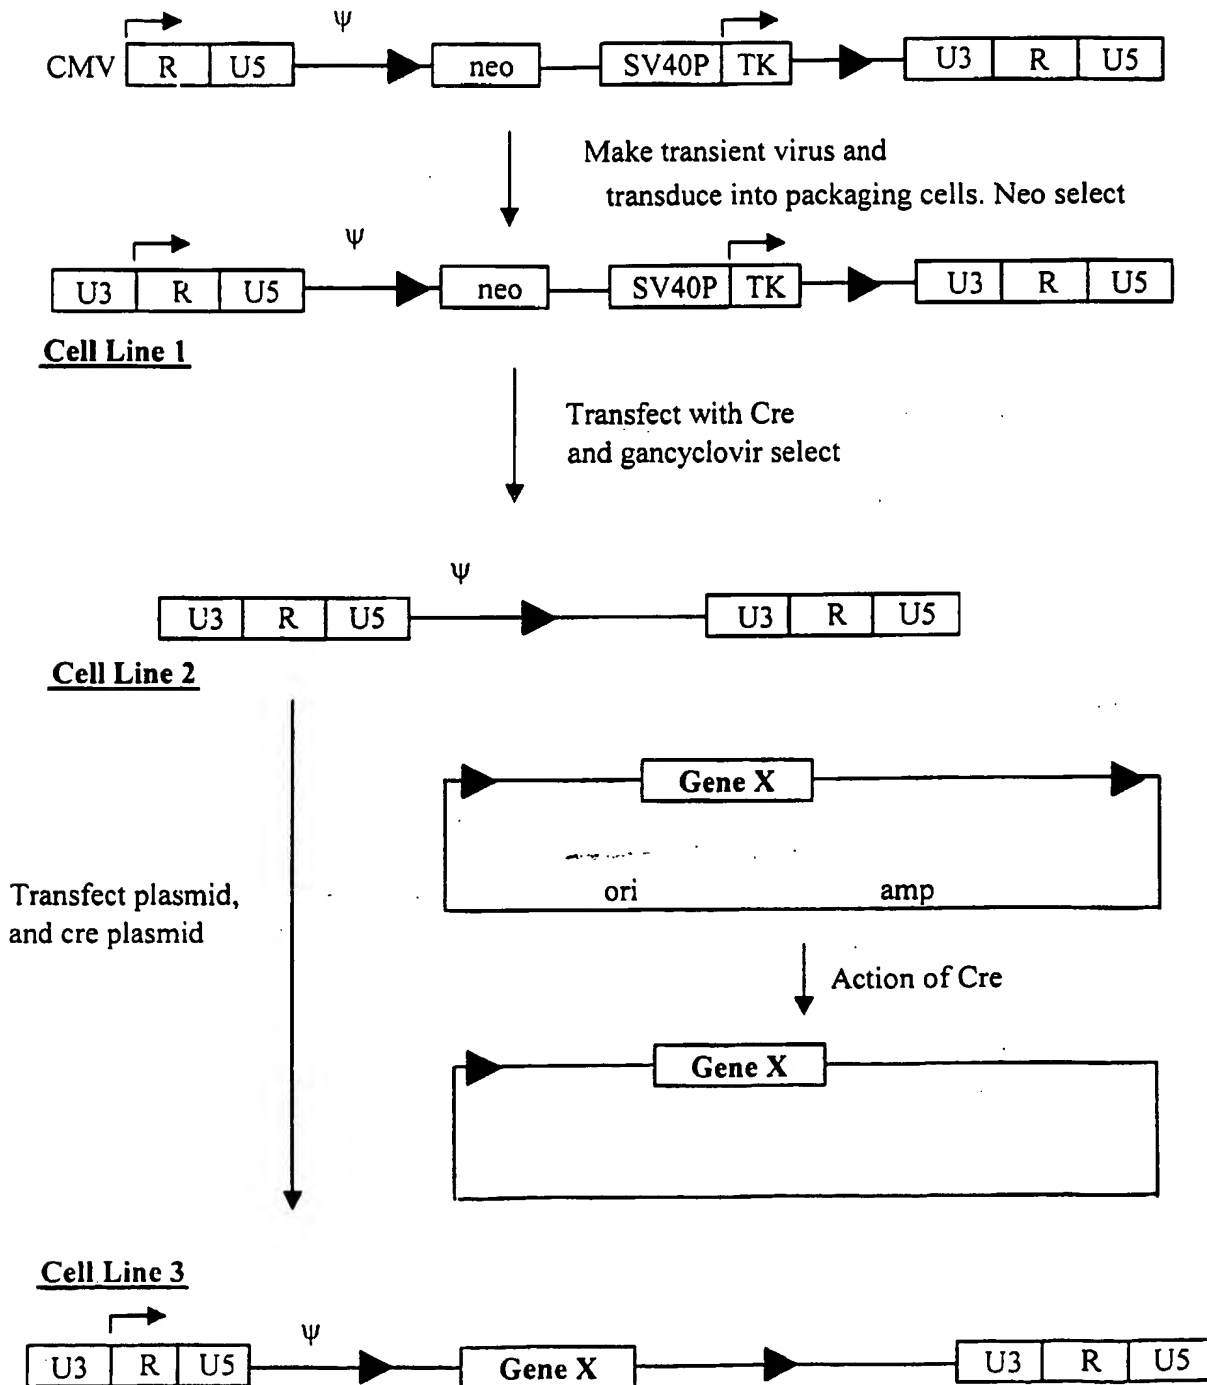 ψ
CMV R U5 neo SV40P TK U3 R U5
Make transient virus and
transduce into packaging cells. Neo select
ψ
U3 R U5 neo SV40P TK U3 R U5
Cell Line 1
Transfect with Cre
and gancyclovir select
ψ
U3 R U5 U3 R U5
Cell Line 2
Gene X
ori amp
Transfect plasmid,
and cre plasmid
Action of Cre
Gene X
Cell Line 3
ψ
U3 R U5 Gene X U3 R U5